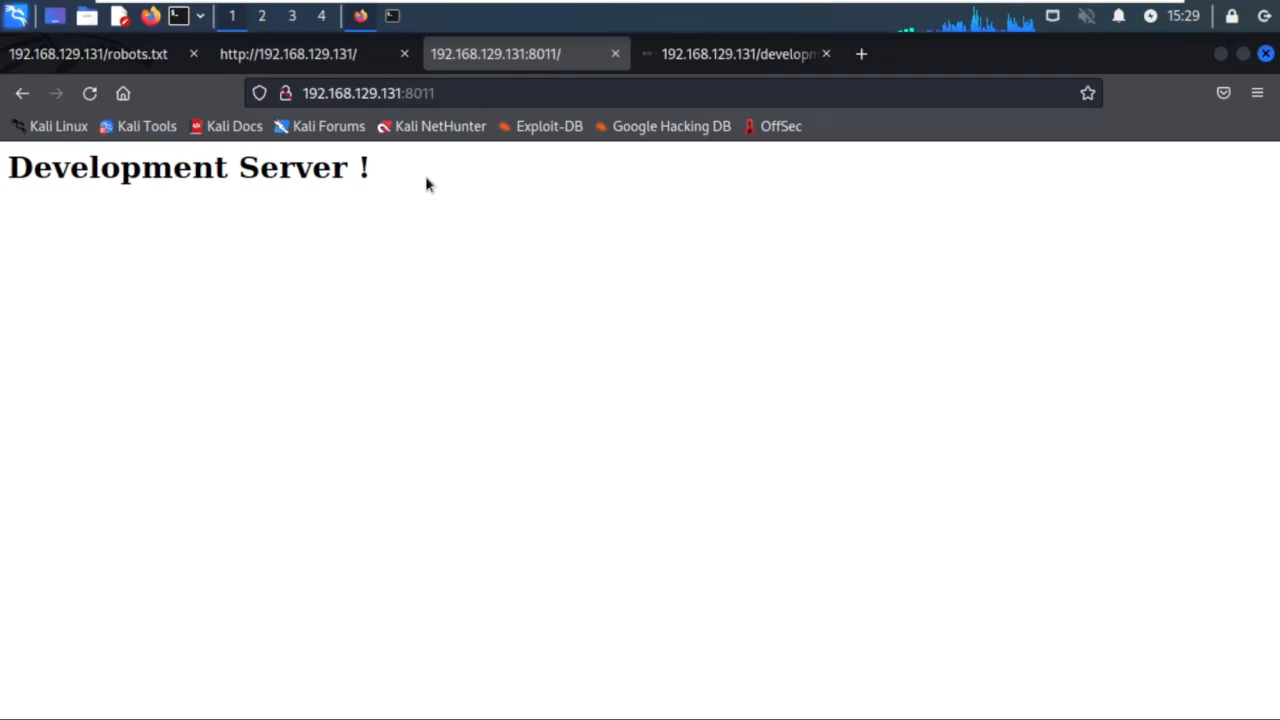 1 2 3 4 15:29
192.168.129.131/robots.txt http://192.168.129.131/ 192.168.129.131:8011/ 192.168.129.131/developm
192.168.129.131:8011
Kali Linux Kali Tools Kali Docs Kali Forums Kali NetHunter Exploit-DB Google Hacking DB OffSec
Development Server !